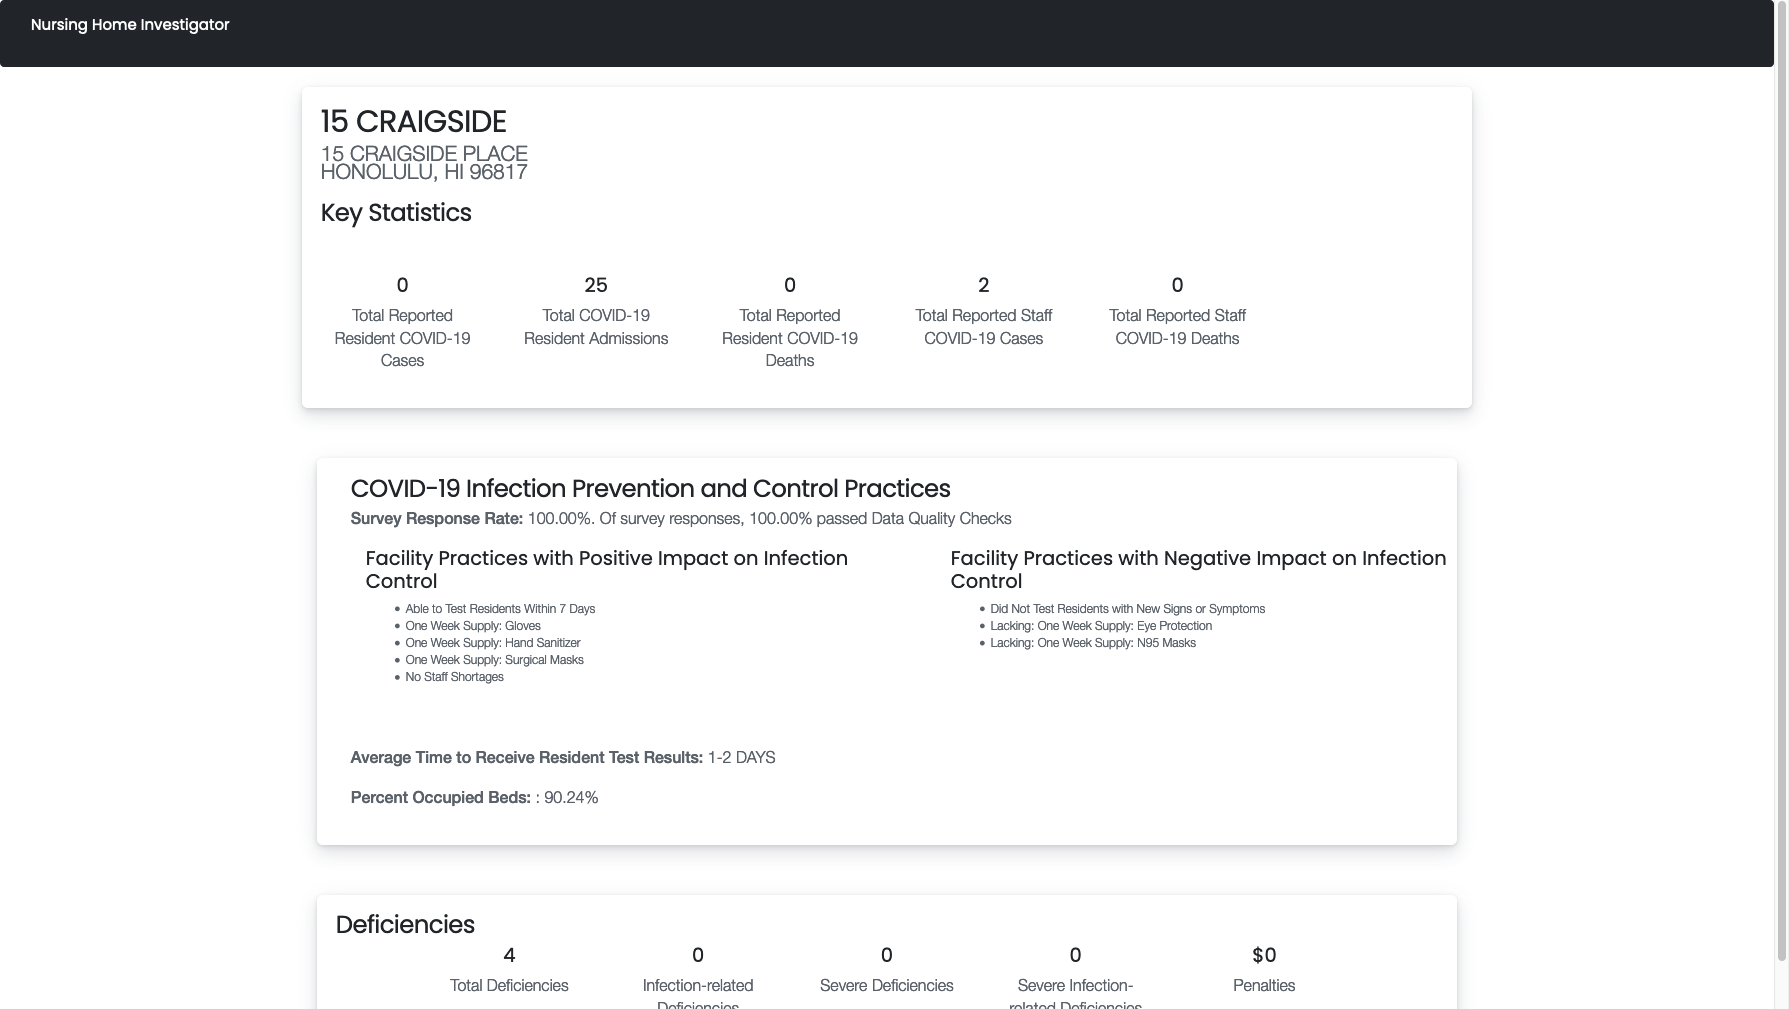 Nursing Home Investigator
15 CRAIGSIDE
15 CRAIGSIDE PLACE
HONOLULU, HI 96817
Key Statistics
0
Total Reported
Resident COVID-19
Cases
25
Total COVID-19
Resident Admissions
0
Total Reported
Resident COVID-19
Deaths
2
Total Reported Staff
COVID-19 Cases
0
Total Reported Staff
COVID-19 Deaths
COVID-19 Infection Prevention and Control Practices
Survey Response Rate: 100.00%. Of survey responses, 100.00% passed Data Quality Checks
Facility Practices with Positive Impact on Infection
Control
• Able to Test Residents Within 7 Days
• One Week Supply: Gloves
• One Week Supply: Hand Sanitizer
• One Week Supply: Surgical Masks
• No Staff Shortages
Facility Practices with Negative Impact on Infection
Control
• Did Not Test Residents with New Signs or Symptoms
• Lacking: One Week Supply: Eye Protection
• Lacking: One Week Supply: N95 Masks
Average Time to Receive Resident Test Results: 1-2 DAYS
Percent Occupied Beds: : 90.24%
Deficiencies
4
Total Deficiencies
0
Infection-related
Deficiencies
0
Severe Deficiencies
0
Severe Infection-
related Deficiencies
$0
Penalties